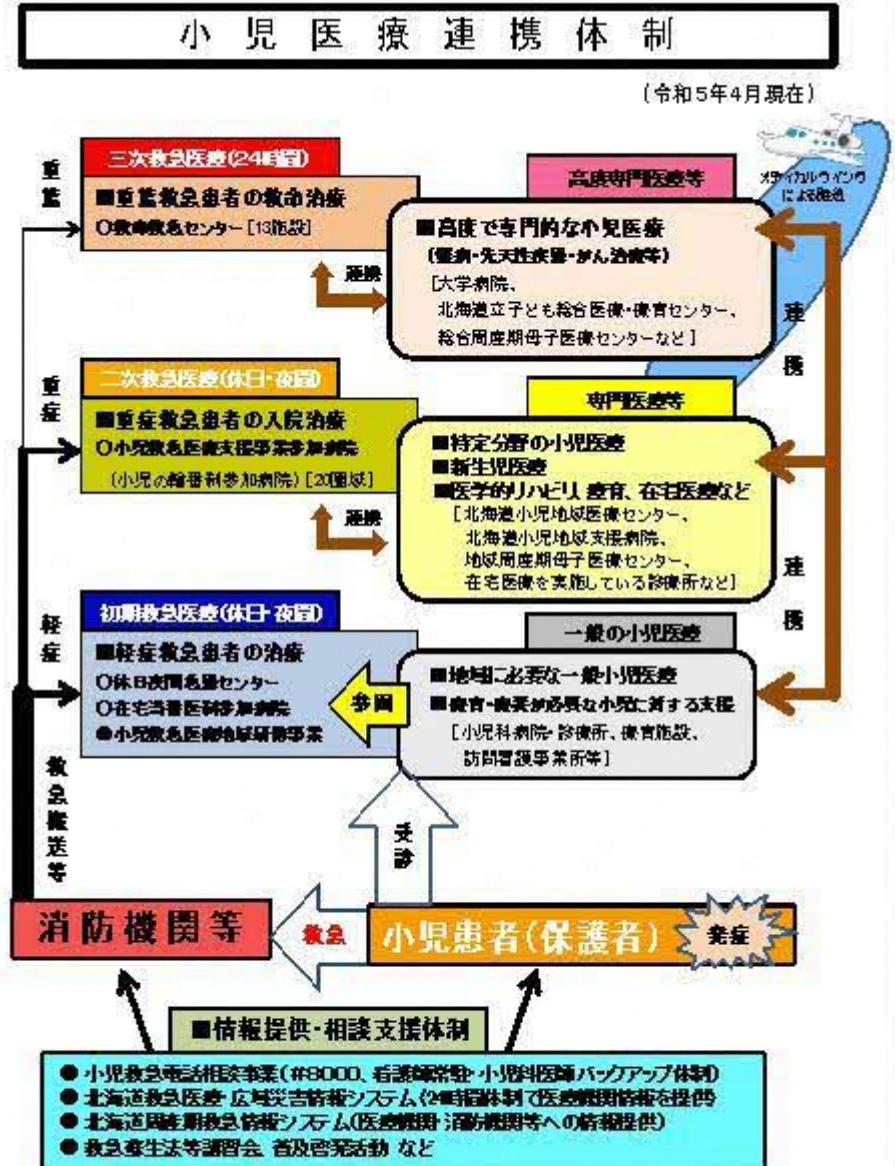 小児医療連携体制
(令和5年4月現在)
重篤
三次救急医療(24時間)
■重篤救急患者の救命治療
○救命救急センター[13施設]
連携
高度専門医療等
■高度で専門的な小児医療
(難病・先天性疾患・がん治療等)
[大学病院、
北海道立子ども総合医療・療育センター、
総合周産期母子医療センターなど]
メディカルウイング
による搬送
連携
重症
二次救急医療(休日・夜間)
■重症救急患者の入院治療
○小児救急医療支援事業参加病院
(小児の輪番制参加病院)[20圏域]
連携
専門医療等
■特定分野の小児医療
■新生児医療
■医学的リハビリ、療育、在宅医療など
[北海道小児地域医療センター、
北海道小児地域支援病院、
地域周産期母子医療センター、
在宅医療を実施している診療所など]
連携
軽症
初期救急医療(休日・夜間)
■軽症救急患者の治療
○休日夜間急患センター
○在宅当番医制参加病院
●小児救急医療地域研修事業
参画
一般の小児医療
■地域に必要な一般小児医療
■療育・療養が必要な小児に対する支援
[小児科病院・診療所、療育施設、
訪問看護事業所等]
救急搬送等
受診
消防機関等
救急
小児患者(保護者)
発症
■情報提供・相談支援体制
● 小児救急電話相談事業(#8000、看護師常駐・小児科医師バックアップ体制)
● 北海道救急医療・広域災害情報システム(24時間体制で医療機関情報を提供)
● 北海道周産期救急情報システム(医療機関・消防機関等への情報提供)
● 救急蘇生法等講習会、普及啓発活動 など